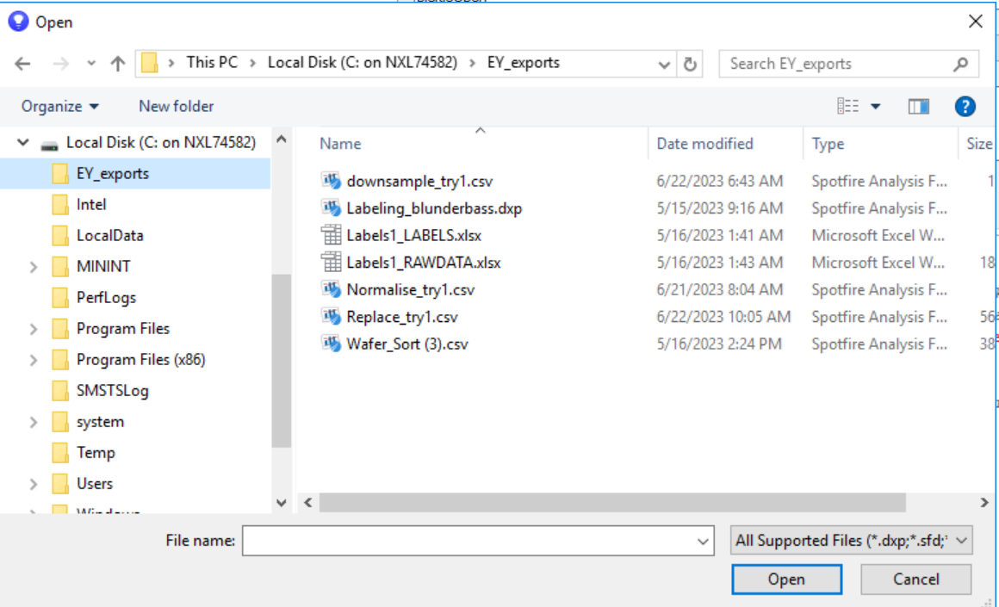 Open
This PC > Local Disk (C: on NXL74582) > EY_exports
Search EY_exports
Organize
New folder
Local Disk (C: on NXL74582)
EY_exports
Intel
LocalData
MININT
PerfLogs
Program Files
Program Files (x86)
SMSTSLog
system
Temp
Users
Windows
Name Date modified Type Size
downsample_try1.csv 6/22/2023 6:43 AM Spotfire Analysis F... 1
Labeling_blunderbass.dxp 5/15/2023 9:16 AM Spotfire Analysis F...
Labels1_LABELS.xlsx 5/16/2023 1:41 AM Microsoft Excel W...
Labels1_RAWDATA.xlsx 5/16/2023 1:43 AM Microsoft Excel W... 18
Normalise_try1.csv 6/21/2023 8:04 AM Spotfire Analysis F...
Replace_try1.csv 6/22/2023 10:05 AM Spotfire Analysis F... 56
Wafer_Sort (3).csv 5/16/2023 2:24 PM Spotfire Analysis F... 38
File name:
All Supported Files (*.dxp;*.sfd;*
Open
Cancel